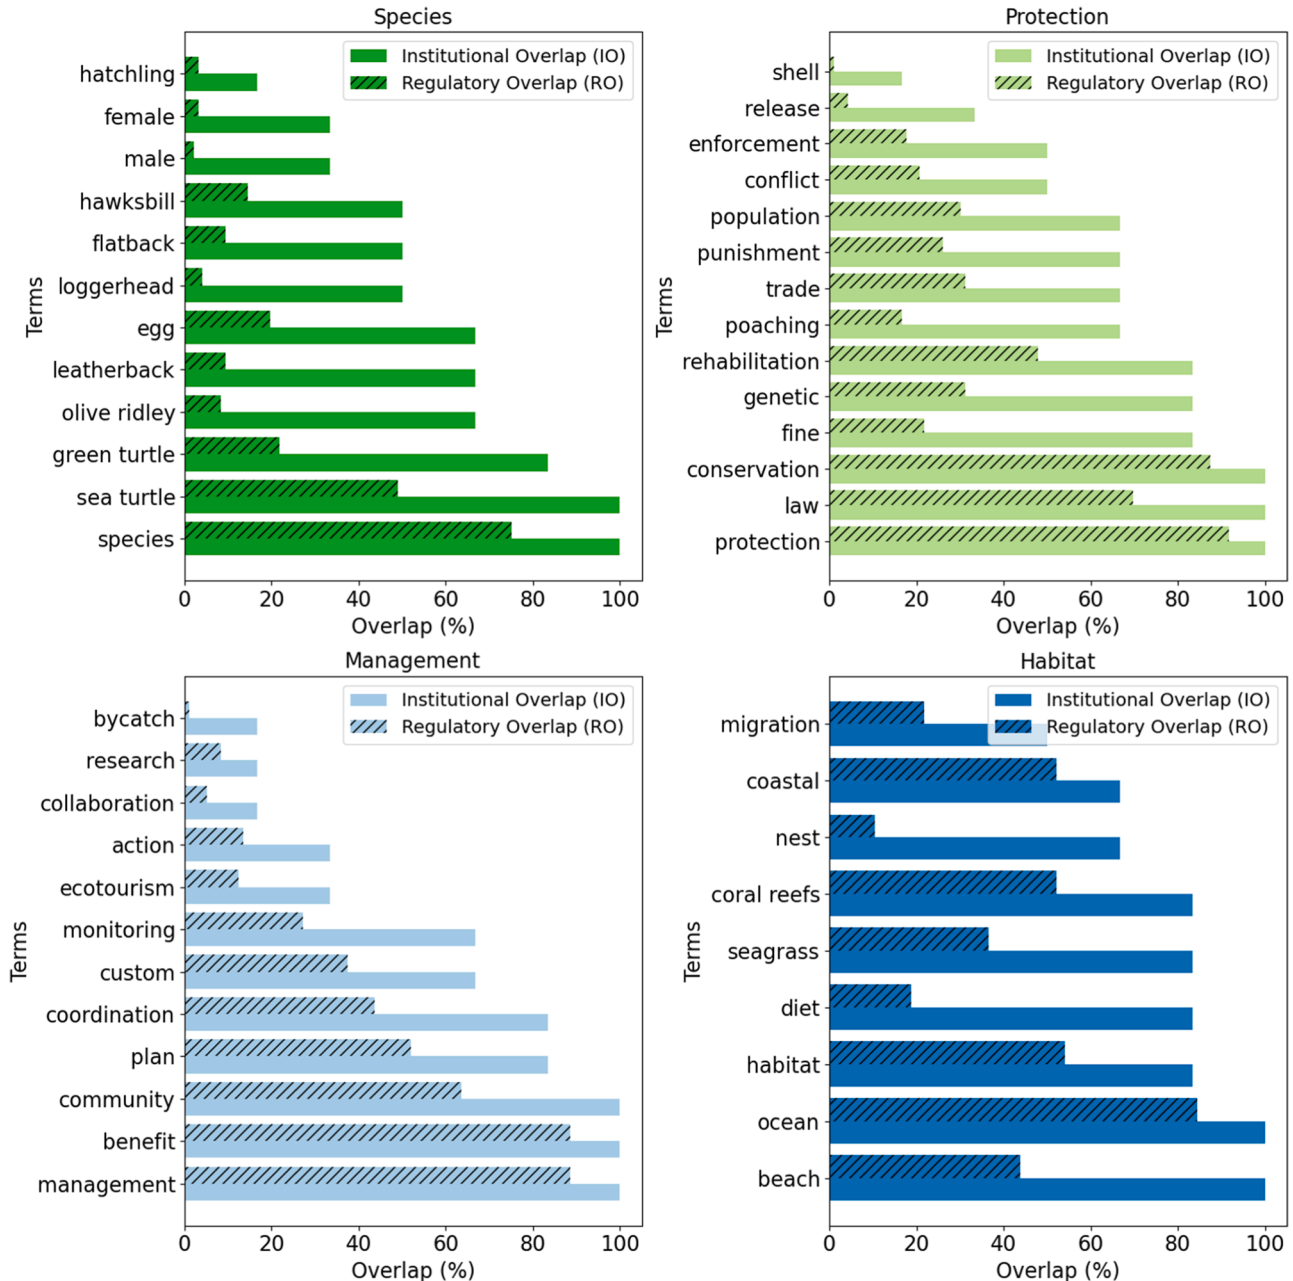 Species
Institutional Overlap (IO)
Regulatory Overlap (RO)
hatchling
female
male
hawksbill
flatback
loggerhead
egg
leatherback
olive ridley
green turtle
sea turtle
species
Terms
0 20 40 60 80 100
Overlap (%)
Protection
Institutional Overlap (IO)
Regulatory Overlap (RO)
shell
release
enforcement
conflict
population
punishment
trade
poaching
rehabilitation
genetic
fine
conservation
law
protection
Terms
0 20 40 60 80 100
Overlap (%)
Management
Institutional Overlap (IO)
Regulatory Overlap (RO)
bycatch
research
collaboration
action
ecotourism
monitoring
custom
coordination
plan
community
benefit
management
Terms
0 20 40 60 80 100
Overlap (%)
Habitat
Institutional Overlap (IO)
Regulatory Overlap (RO)
migration
coastal
nest
coral reefs
seagrass
diet
habitat
ocean
beach
Terms
0 20 40 60 80 100
Overlap (%)